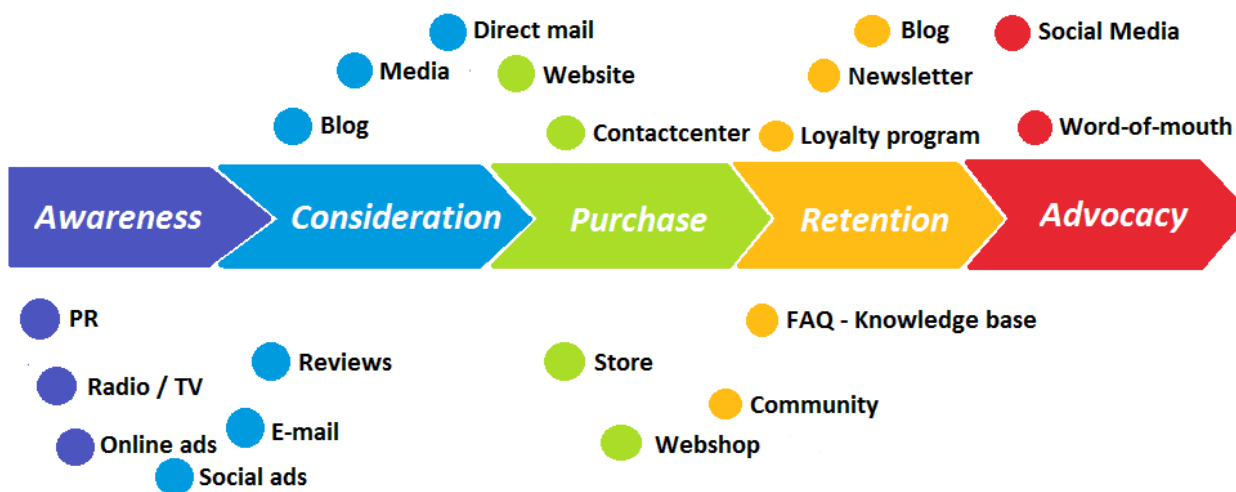 Direct mail
Blog
Social Media
Media
Website
Newsletter
Blog
Contactcenter
Loyalty program
Word-of-mouth
Awareness
Consideration
Purchase
Retention
Advocacy
PR
FAQ - Knowledge base
Reviews
Store
Radio / TV
Community
E-mail
Online ads
Webshop
Social ads